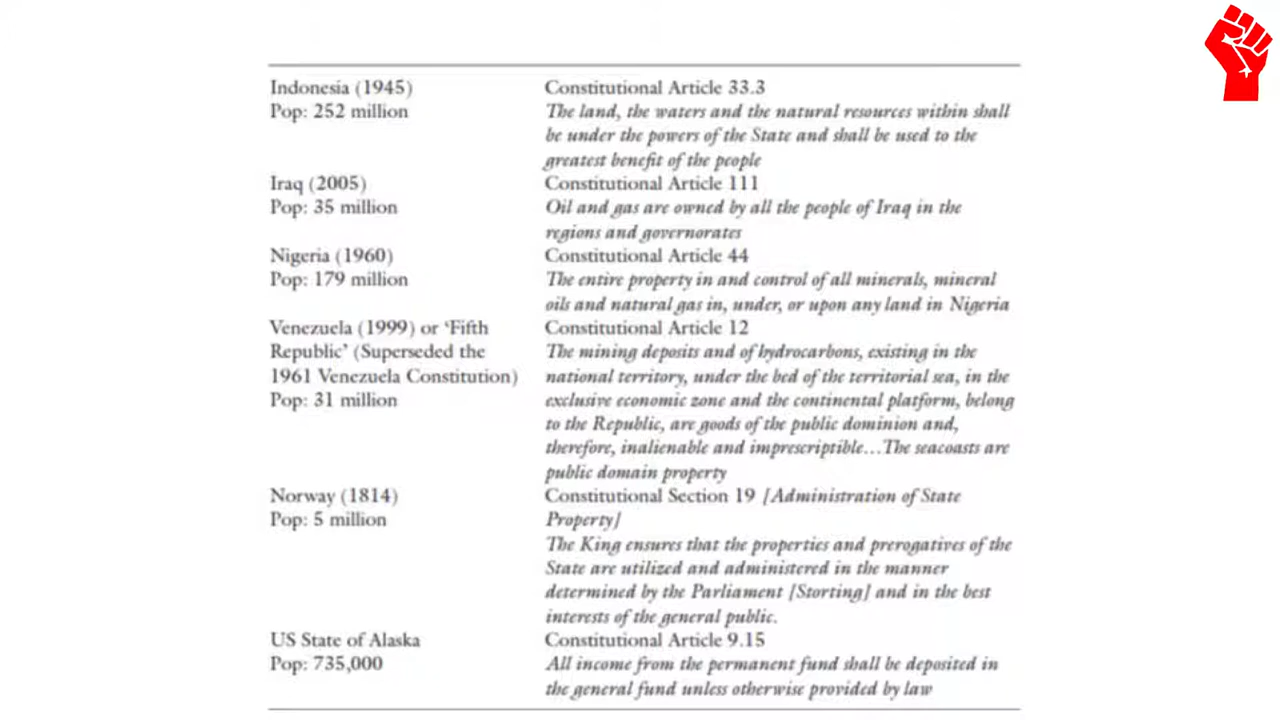 Indonesia (1945)
Constitutional Article 33.3
Pop: 252 million
The land, the waters and the natural resources within shall
be under the powers of the State and shall be used to the
greatest benefit of the people
Iraq (2005)
Constitutional Article 111
Pop: 35 million
Oil and gas are owned by all the people of Iraq in the
regions and governorates
Nigeria (1960)
Constitutional Article 44
Pop: 179 million
The entire property in and control of all minerals, mineral
oils and natural gas in, under, or upon any land in Nigeria
Venezuela (1999) or ‘Fifth
Republic’ (Superseded the
1961 Venezuela Constitution)
Pop: 31 million
Constitutional Article 12
The mining deposits and of hydrocarbons, existing in the
national territory, under the bed of the territorial sea, in the
exclusive economic zone and the continental platform, belong
to the Republic, are goods of the public dominion and,
therefore, inalienable and imprescriptible…The seacoasts are
public domain property
Norway (1814)
Pop: 5 million
Constitutional Section 19 [Administration of State
Property]
The King ensures that the properties and prerogatives of the
State are utilized and administered in the manner
determined by the Parliament [Storting] and in the best
interests of the general public.
US State of Alaska
Constitutional Article 9.15
Pop: 735,000
All income from the permanent fund shall be deposited in
the general fund unless otherwise provided by law